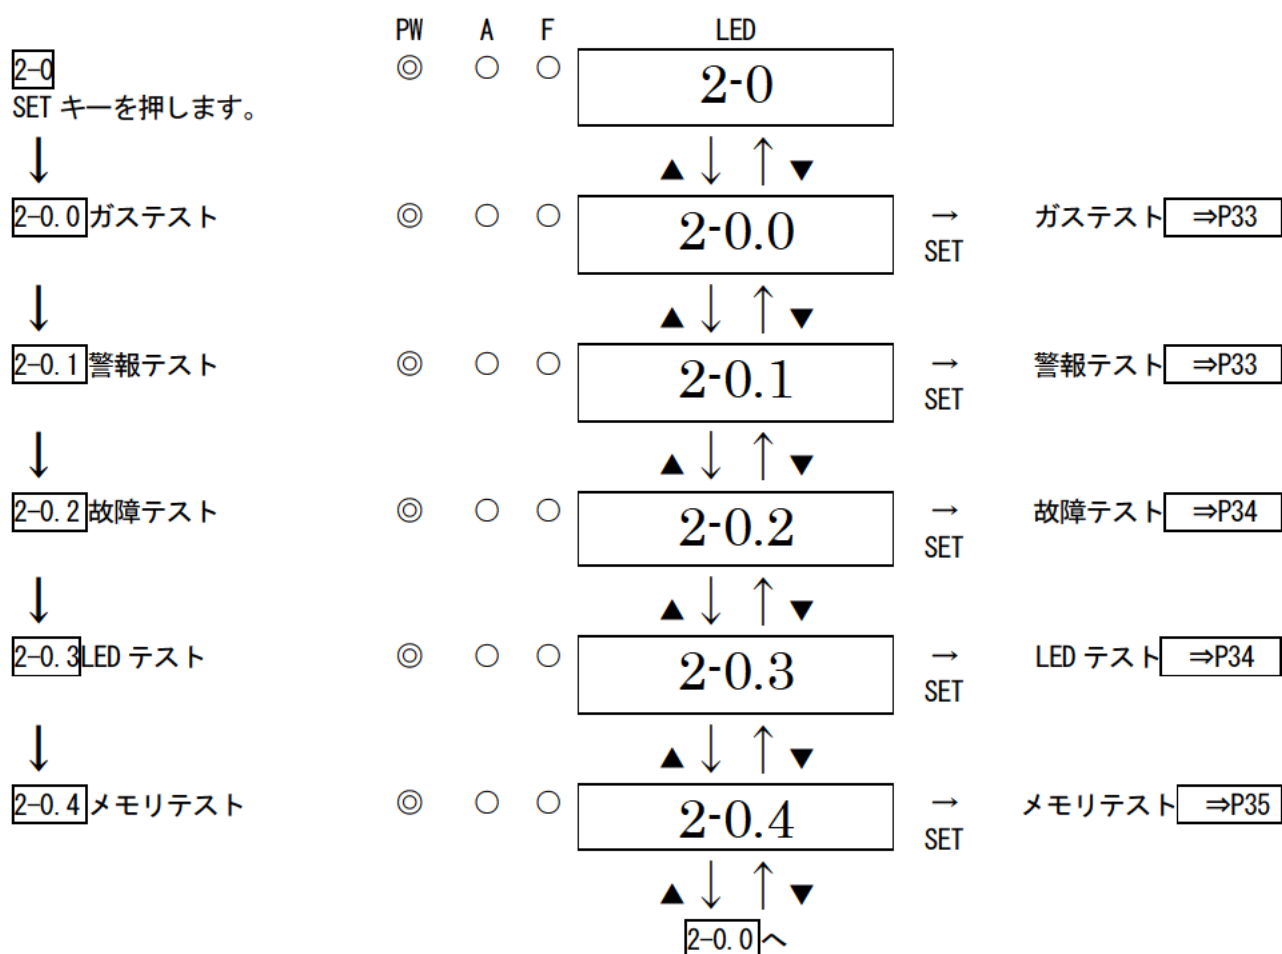 PW A F LED
2-0 ◎ ○ ○ 2-0
SET キーを押します。
↓ ▲ ↓ ↑ ▼
2-0.0 ガステスト ◎ ○ ○ 2-0.0 → ガステスト ⇒P33
SET
↓ ▲ ↓ ↑ ▼
2-0.1 警報テスト ◎ ○ ○ 2-0.1 → 警報テスト ⇒P33
SET
↓ ▲ ↓ ↑ ▼
2-0.2 故障テスト ◎ ○ ○ 2-0.2 → 故障テスト ⇒P34
SET
↓ ▲ ↓ ↑ ▼
2-0.3 LED テスト ◎ ○ ○ 2-0.3 → LED テスト ⇒P34
SET
↓ ▲ ↓ ↑ ▼
2-0.4 メモリテスト ◎ ○ ○ 2-0.4 → メモリテスト ⇒P35
SET
▲ ↓ ↑ ▼
2-0.0 へ